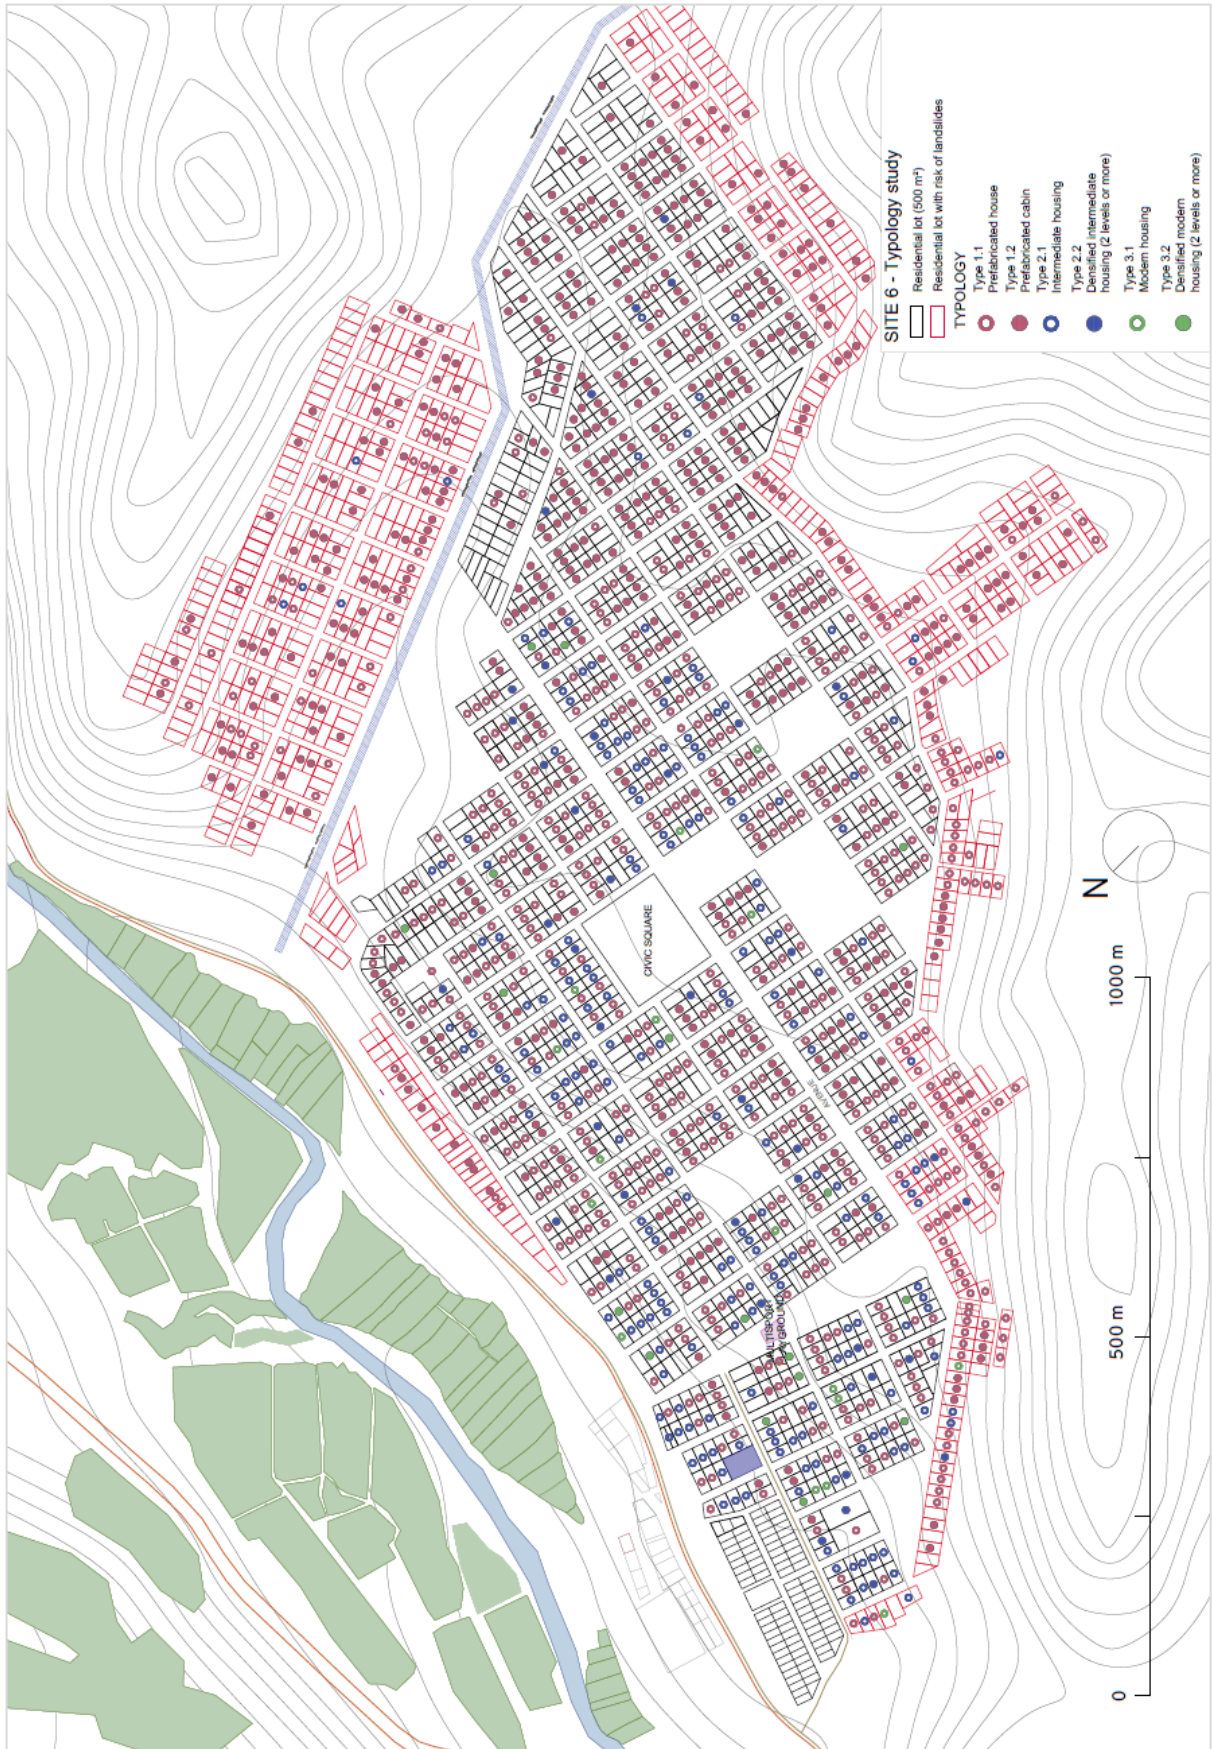 SITE 6 - Typology study
Residential lot (500 m²)
Residential lot with risk of landslides
TYPOLOGY
Type 1.1
Prefabricated house
Type 1.2
Prefabricated cabin
Type 2.1
Intermediate housing
Type 2.2
Densified intermediate
housing (2 levels or more)
Type 3.1
Modern housing
Type 3.2
Densified modern
housing (2 levels or more)
CIVIC SQUARE
AVENUE
N
0
500 m
1000 m